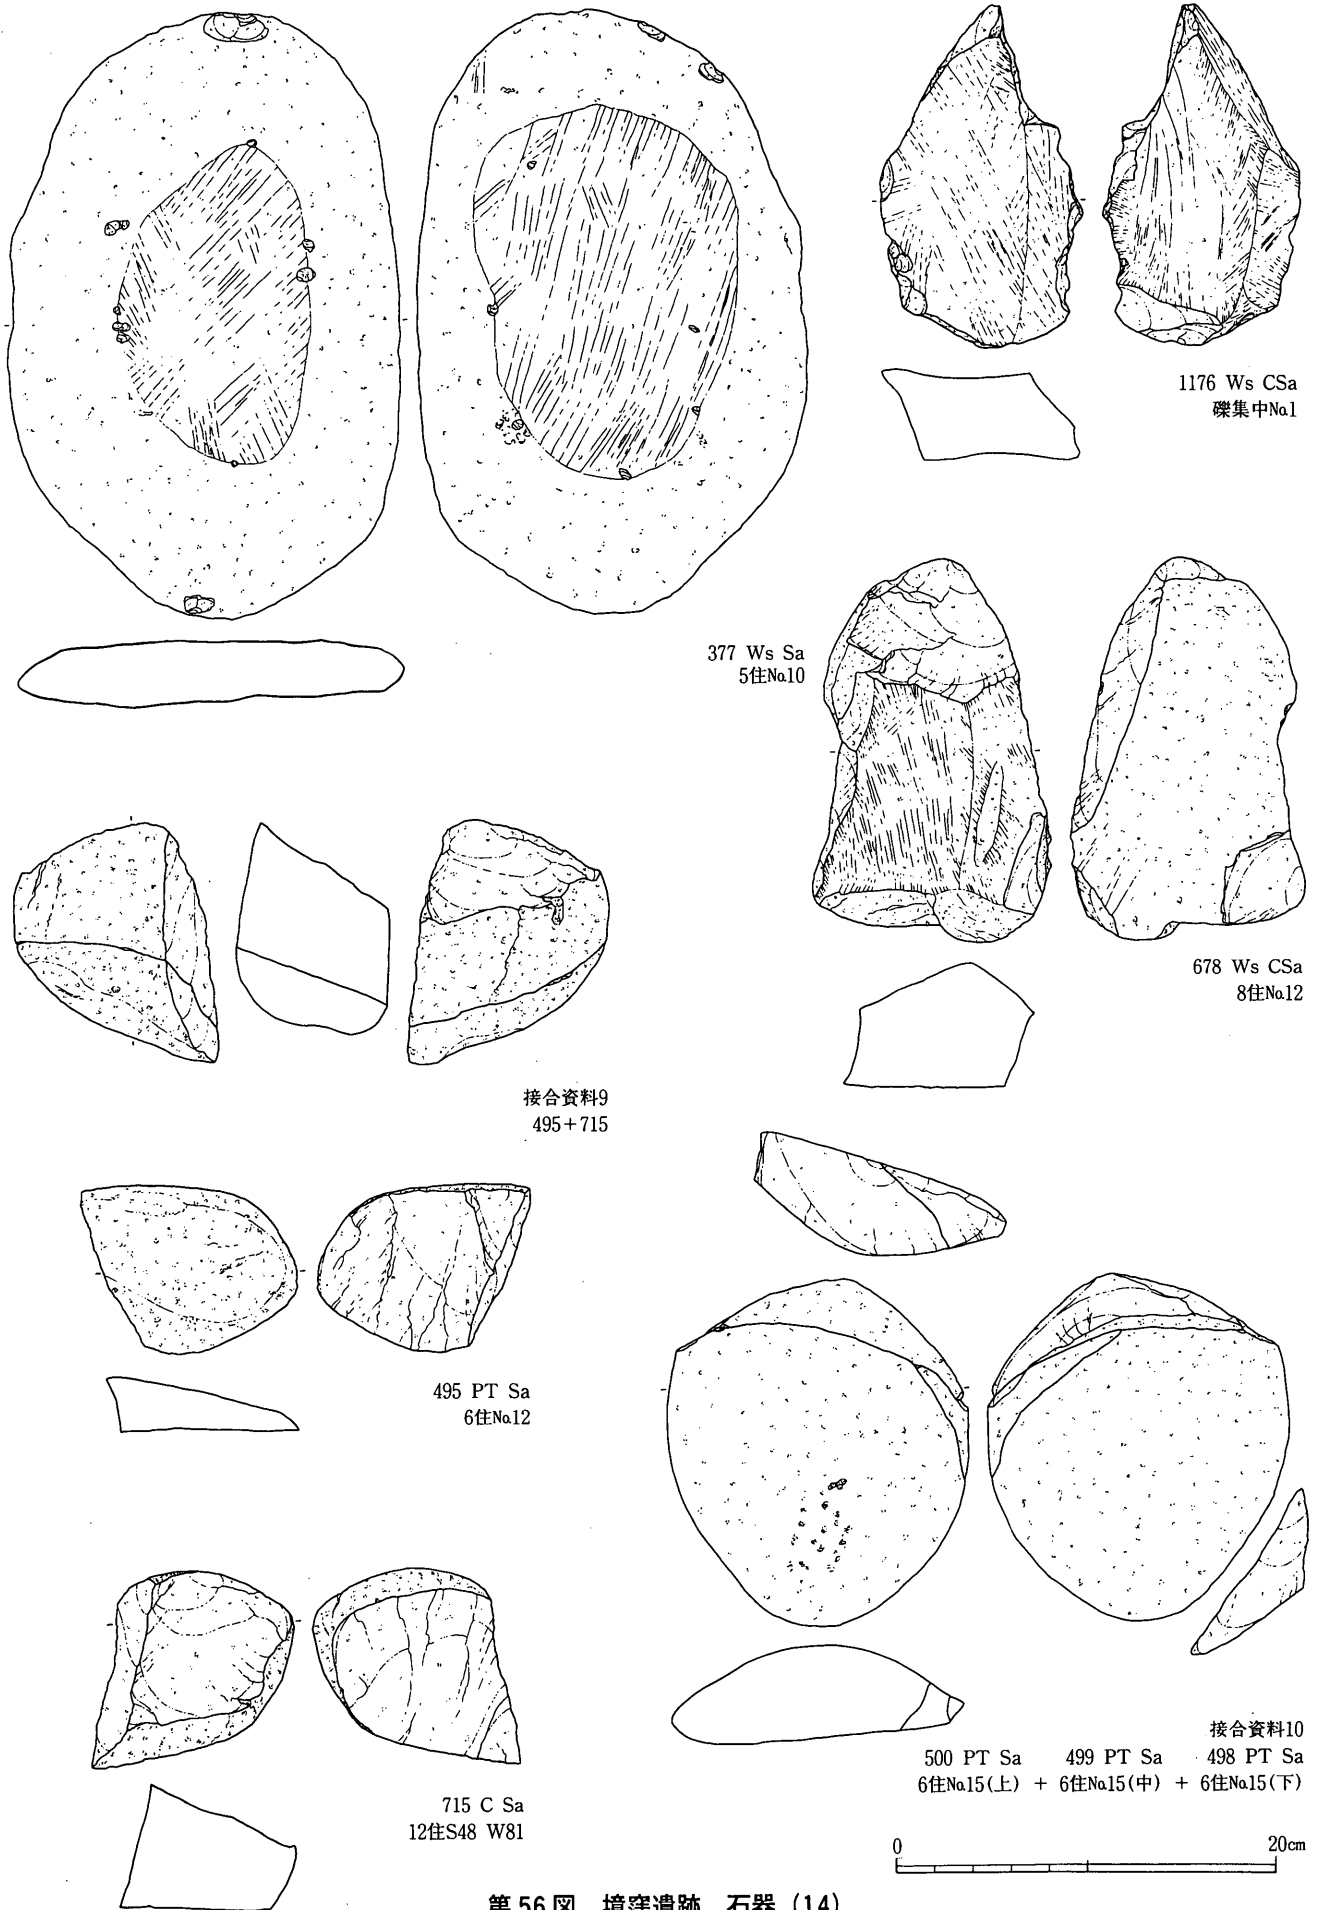 1176 Ws CSa
礫集中No.1
377 Ws Sa
5住No.10
678 Ws CSa
8住No.12
接合資料9
495+715
495 PT Sa
6住No.12
接合資料10
500 PT Sa 499 PT Sa 498 PT Sa
6住No.15(上) + 6住No.15(中) + 6住No.15(下)
715 C Sa
12住S48 W81
0 20cm
第56図 境窪遺跡 石器 (14)